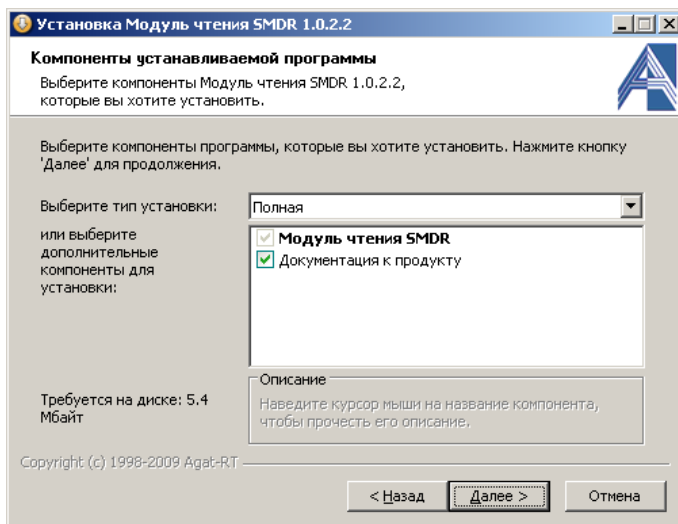 Установка Модуль чтения SMDR 1.0.2.2
Компоненты устанавливаемой программы
Выберите компоненты Модуль чтения SMDR 1.0.2.2,
которые вы хотите установить.
Выберите компоненты программы, которые вы хотите установить. Нажмите кнопку
'Далее' для продолжения.
Выберите тип установки:
Полная
или выберите
дополнительные
компоненты для
установки:
Модуль чтения SMDR
Документация к продукту
Требуется на диске: 5.4
Мбайт
Описание
Наведите курсор мыши на название компонента,
чтобы прочесть его описание.
Copyright (c) 1998-2009 Agat-RT
< Назад
Далее >
Отмена